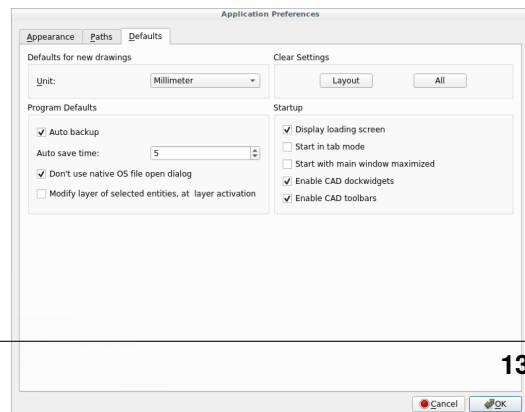 Application Preferences
Appearance Paths Defaults
Defaults for new drawings
Unit: Millimeter
Clear Settings
Layout All
Program Defaults
Auto backup
Auto save time: 5
Don't use native OS file open dialog
Modify layer of selected entities, at layer activation
Startup
Display loading screen
Start in tab mode
Start with main window maximized
Enable CAD dockwidgets
Enable CAD toolbars
13
Cancel OK